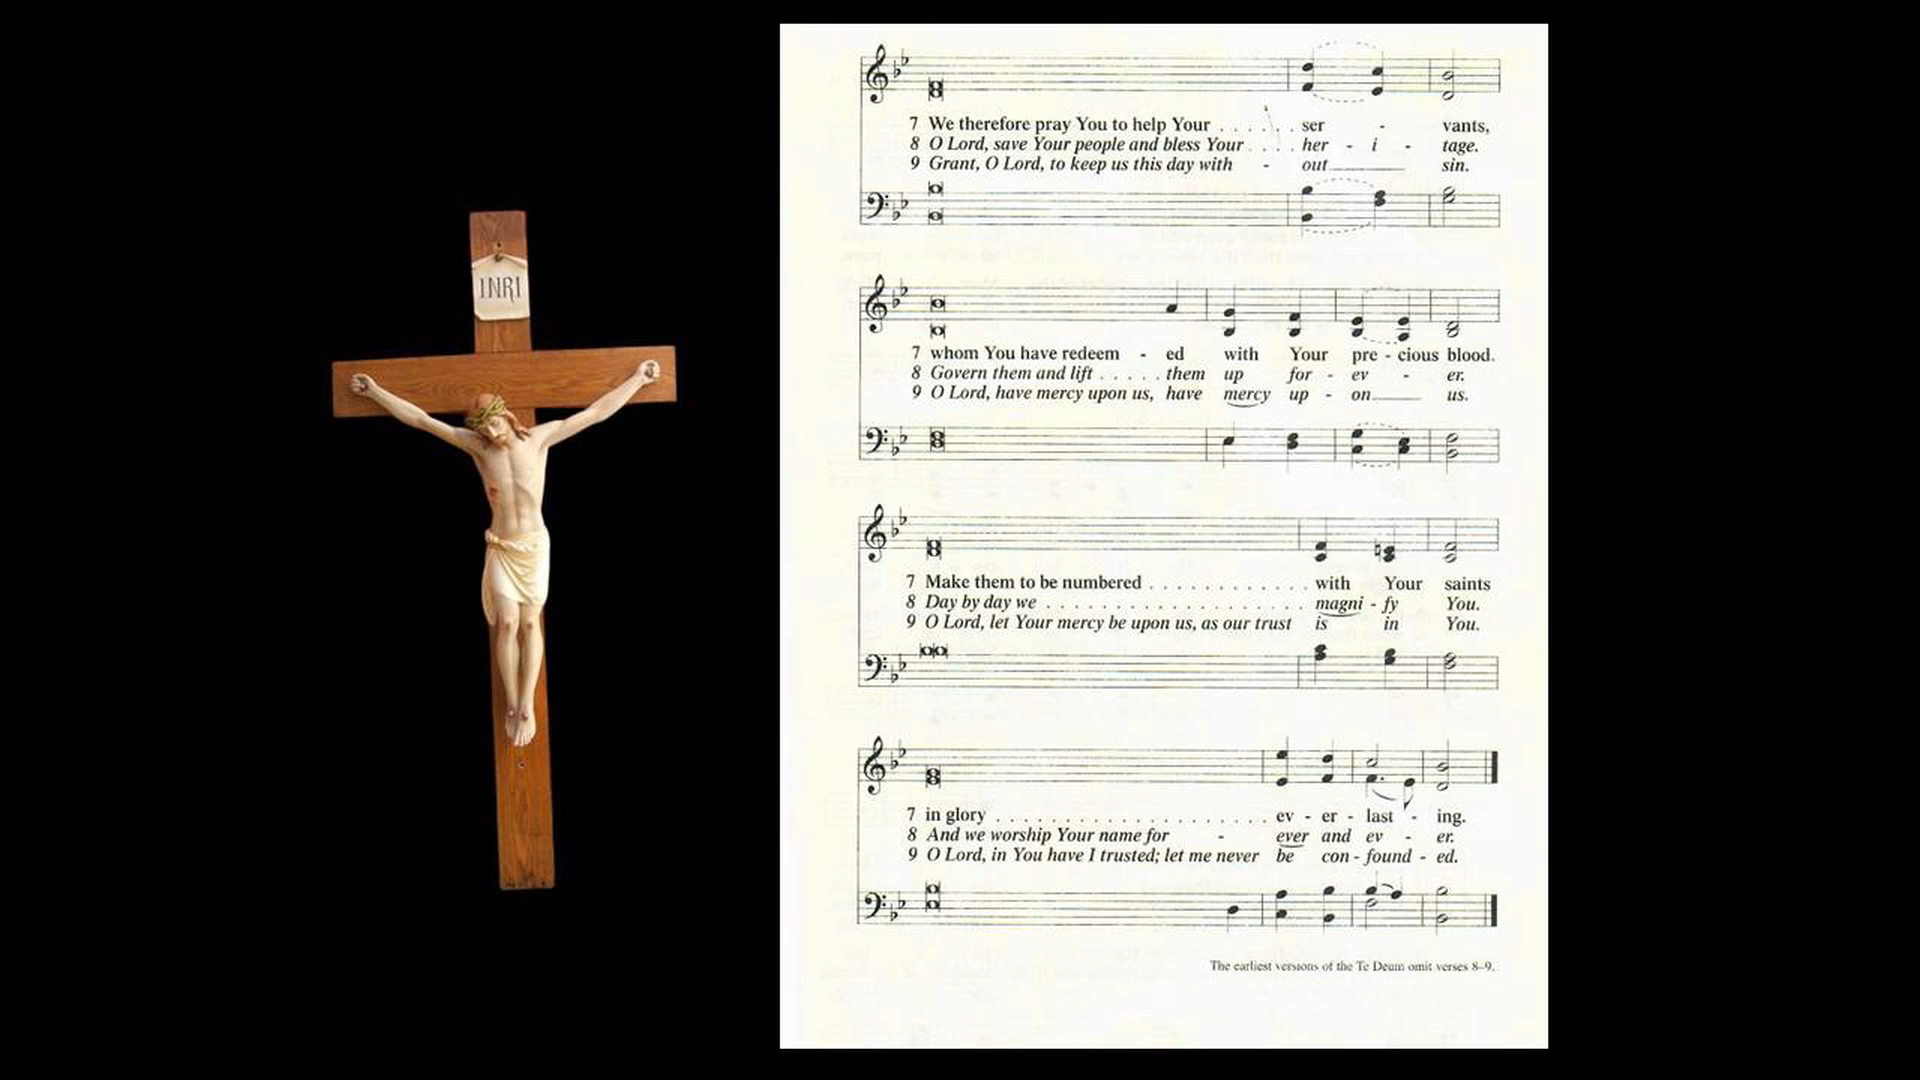 INRI
7 We therefore pray You to help Your . . . . . . ser - vants,
8 O Lord, save Your people and bless Your . . . . her - i - tage.
9 Grant, O Lord, to keep us this day with - out______ sin.
7 whom You have redeem - ed with Your pre - cious blood.
8 Govern them and lift . . . . . them up for - ev - er.
9 O Lord, have mercy upon us, have mercy up - on______ us.
7 Make them to be numbered . . . . . . . . . . . . with Your saints
8 Day by day we . . . . . . . . . . . . . . . . . . . magni - fy You.
9 O Lord, let Your mercy be upon us, as our trust is in You.
7 in glory . . . . . . . . . . . . . . . . . . . . ev - er - last - ing.
8 And we worship Your name for - ever and ev - er.
9 O Lord, in You have I trusted; let me never be con - found - ed.
The earliest versions of the Te Deum omit verses 8–9.